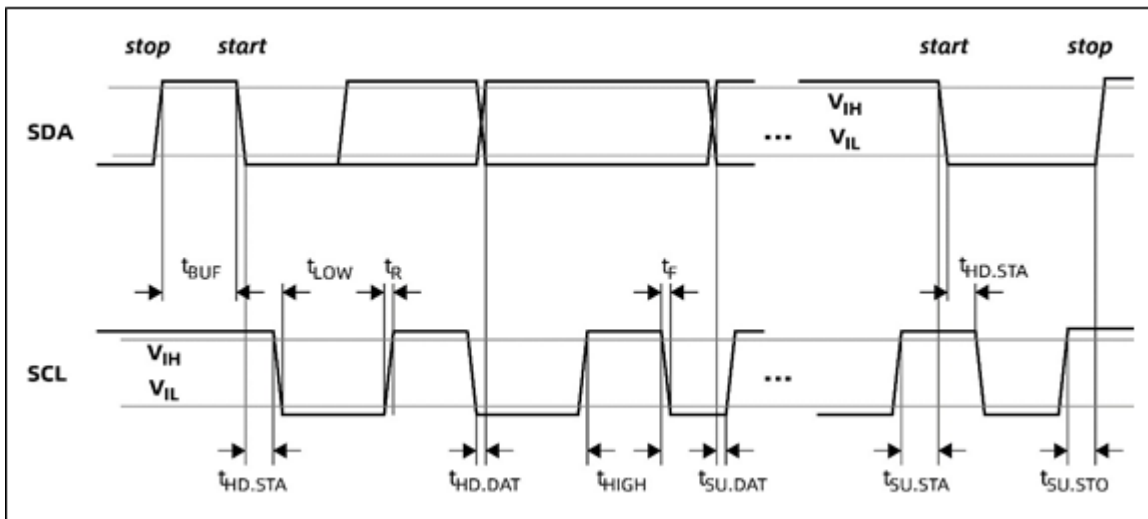 stop start start stop
SDA V_IH
... V_IL
t_BUF t_LOW t_R t_F t_HD.STA
V_IH
SCL V_IL ...
t_HD.STA t_HD.DAT t_HIGH t_SU.DAT t_SU.STA t_SU.STO